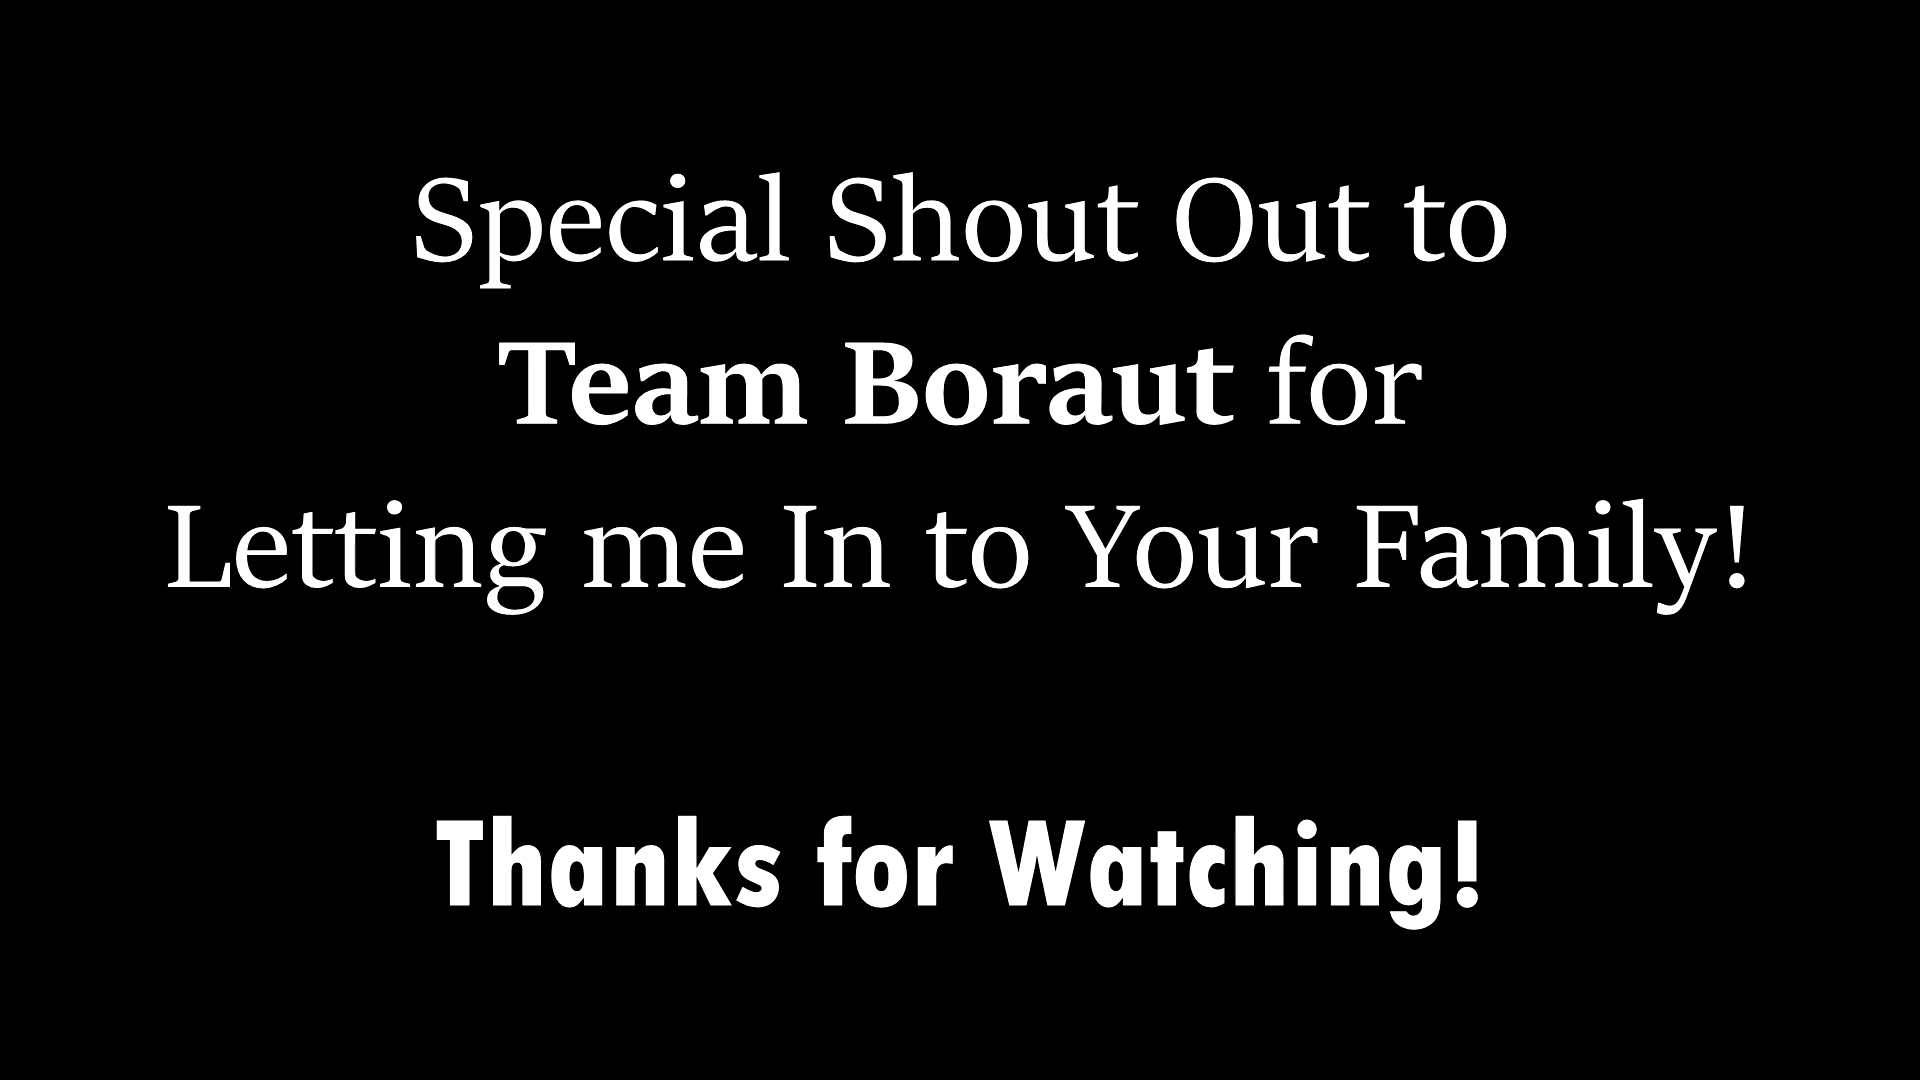 Special Shout Out to
Team Boraut for
Letting me In to Your Family!
Thanks for Watching!